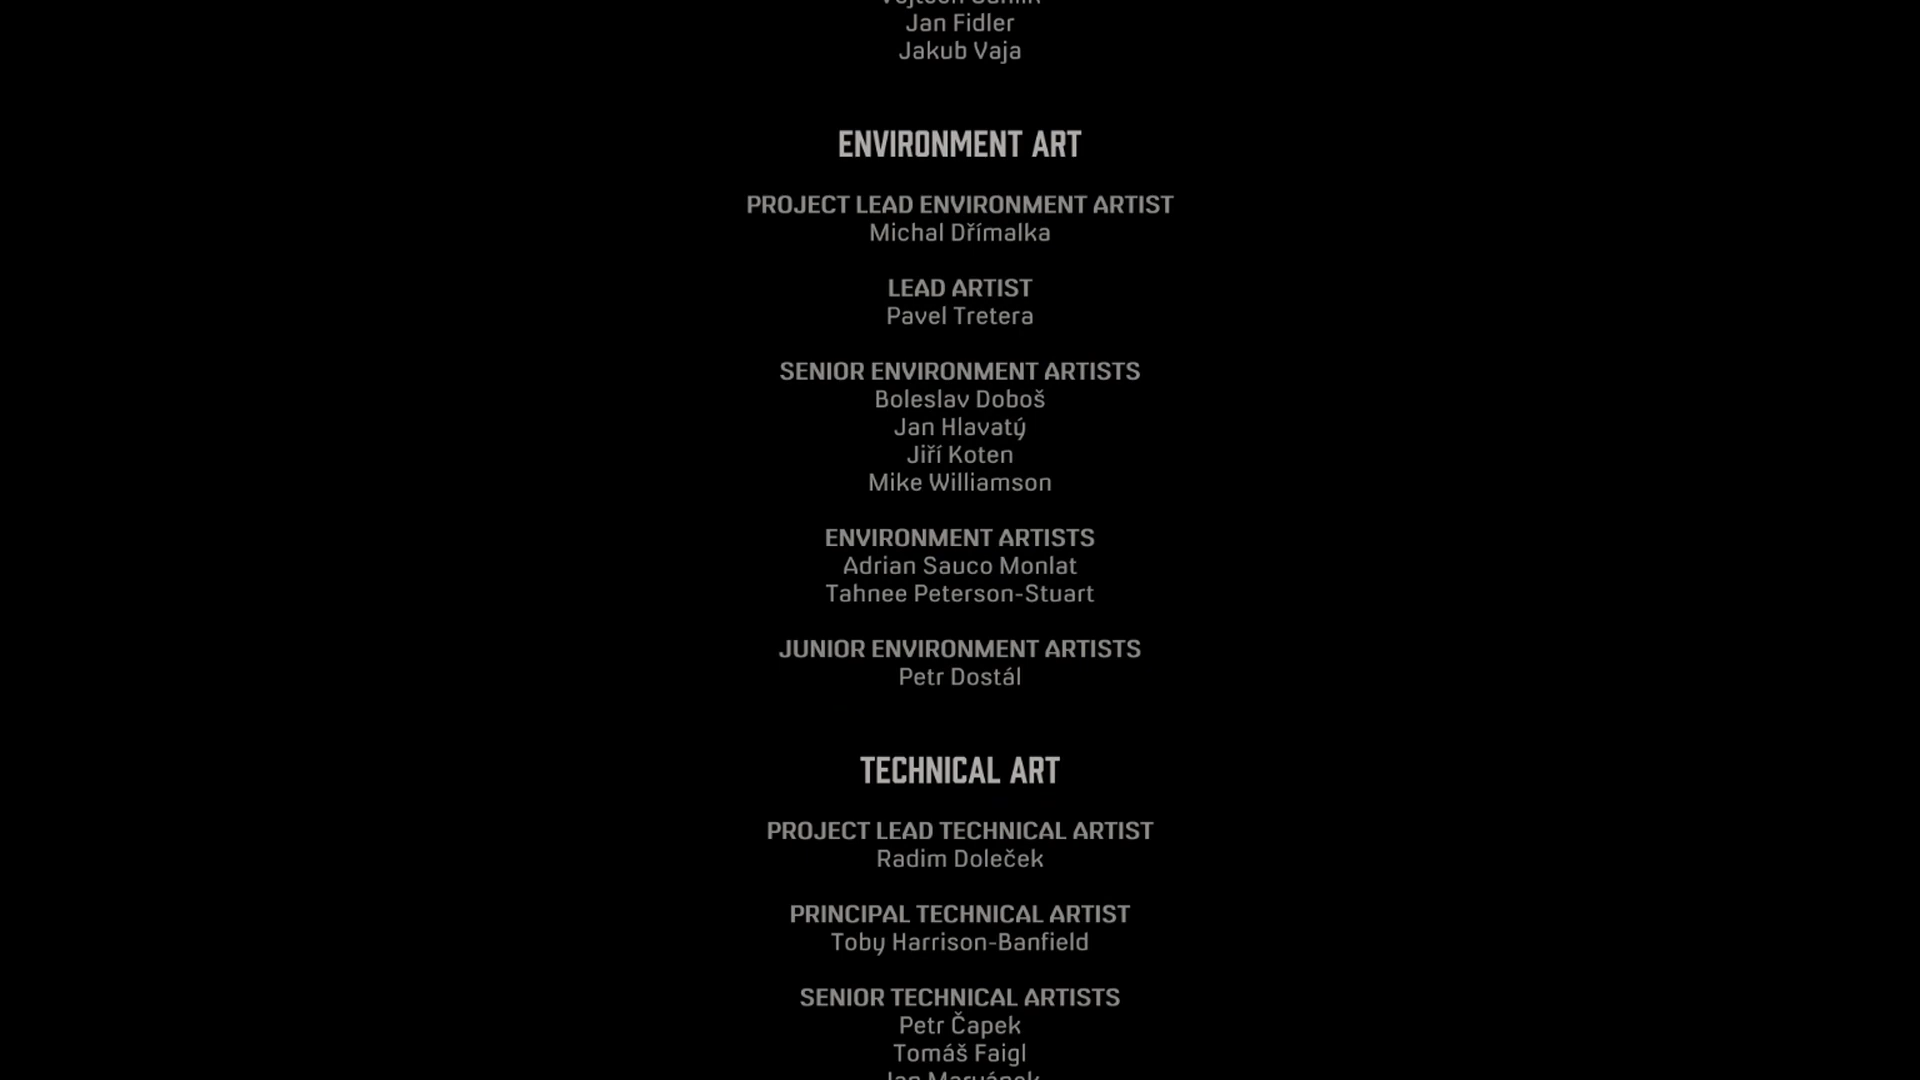 Jan Fidler
Jakub Vaja
ENVIRONMENT ART
PROJECT LEAD ENVIRONMENT ARTIST
Michal Dřímalka
LEAD ARTIST
Pavel Tretera
SENIOR ENVIRONMENT ARTISTS
Boleslav Doboš
Jan Hlavatý
Jiří Koten
Mike Williamson
ENVIRONMENT ARTISTS
Adrian Sauco Monlat
Tahnee Peterson-Stuart
JUNIOR ENVIRONMENT ARTISTS
Petr Dostál
TECHNICAL ART
PROJECT LEAD TECHNICAL ARTIST
Radim Doleček
PRINCIPAL TECHNICAL ARTIST
Toby Harrison-Banfield
SENIOR TECHNICAL ARTISTS
Petr Čapek
Tomáš Faigl